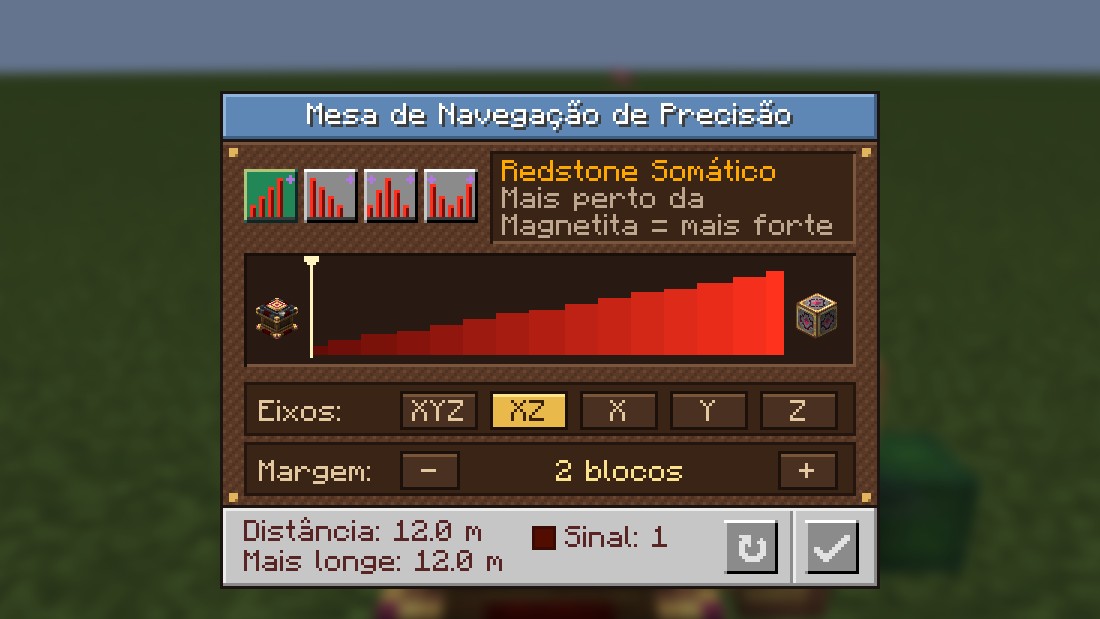 Mesa de Navegação de Precisão
Redstone Somático
Mais perto da
Magnetita = mais forte
Eixos: XYZ XZ X Y Z
Margem: - 2 blocos +
Distância: 12.0 m
Sinal: 1
Mais longe: 12.0 m